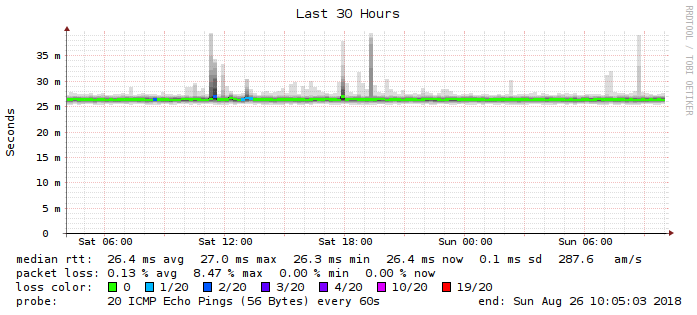 Last 30 Hours
RRDTOOL / TOBI OETIKER
Seconds
35 m
30 m
25 m
20 m
15 m
10 m
5 m
0
Sat 06:00 Sat 12:00 Sat 18:00 Sun 00:00 Sun 06:00
median rtt: 26.4 ms avg 27.0 ms max 26.3 ms min 26.4 ms now 0.1 ms sd 287.6 am/s
packet loss: 0.13 % avg 8.47 % max 0.00 % min 0.00 % now
loss color: 0 1/20 2/20 3/20 4/20 10/20 19/20
probe: 20 ICMP Echo Pings (56 Bytes) every 60s end: Sun Aug 26 10:05:03 2018